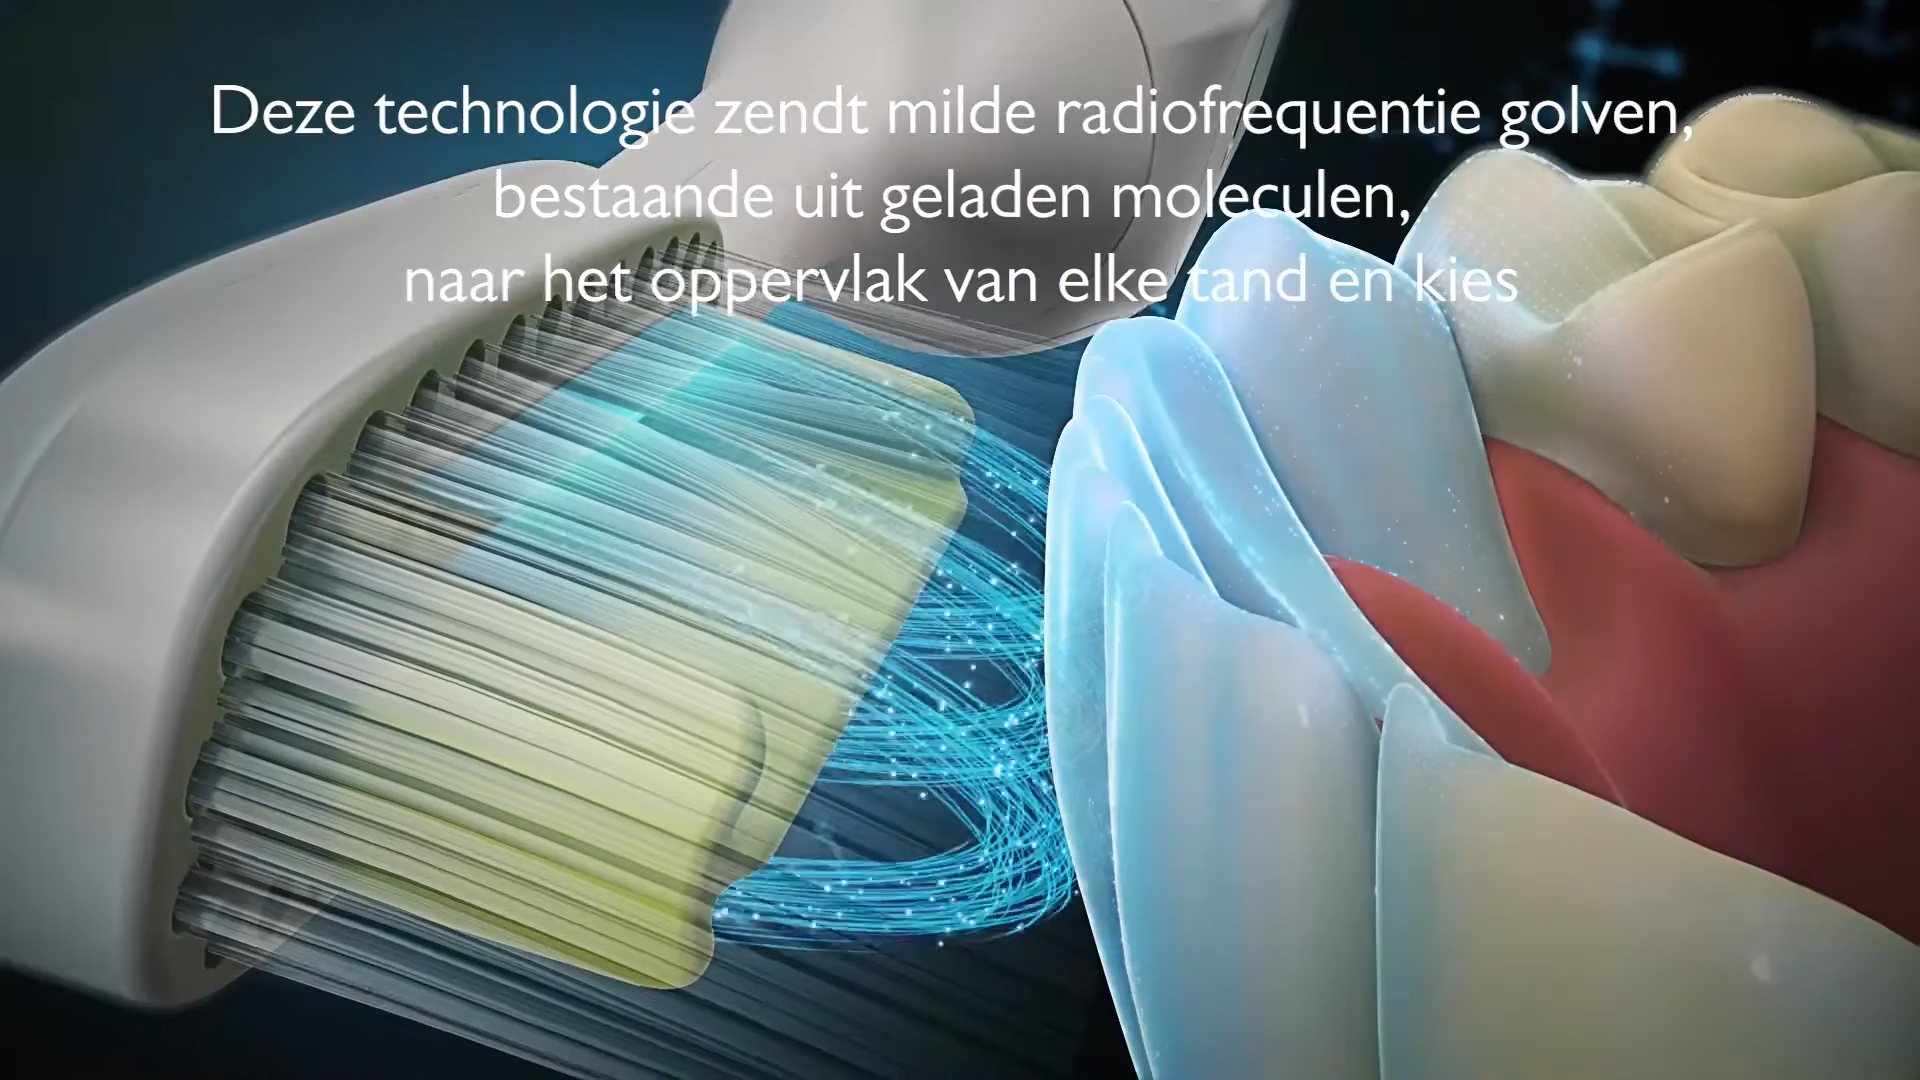 Deze technologie zendt milde radiofrequentie golven,
bestaande uit geladen moleculen,
naar het oppervlak van elke tand en kies